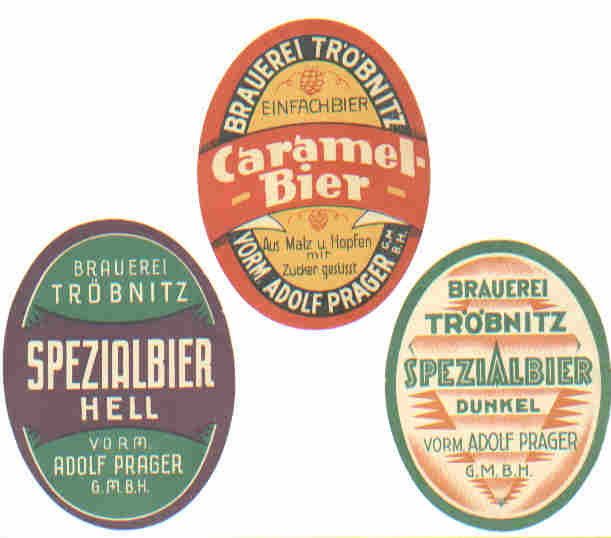 BRAUEREI TRÖBNITZ
EINFACHBIER
Caramel-
- Bier -
Aus Malz u. Hopfen
mit
Zucker gesüsst
VORM. ADOLF PRAGER G.M.B.H.
BRAUEREI
TRÖBNITZ
SPEZIALBIER
HELL
VORM.
ADOLF PRAGER
G.M.B.H.
BRAUEREI
TRÖBNITZ
SPEZIALBIER
DUNKEL
VORM. ADOLF PRAGER
G.M.B.H.